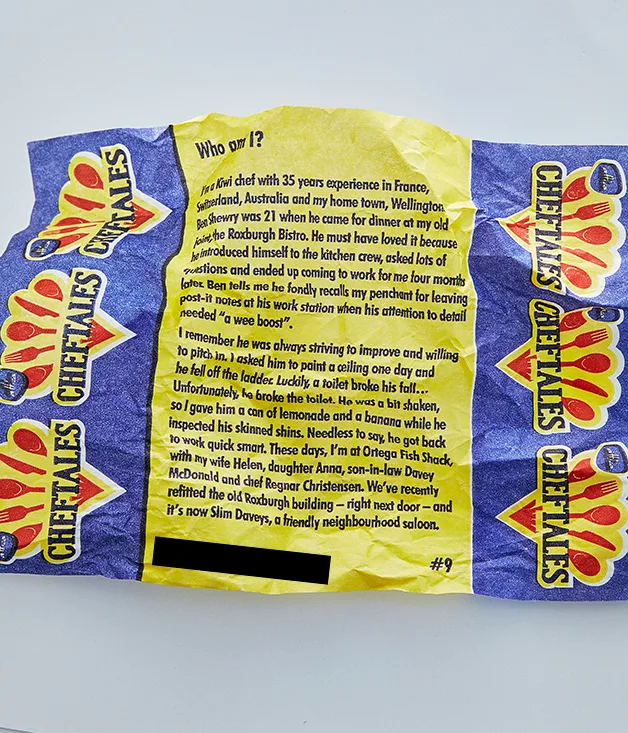 Who am I?
I'm a Kiwi chef with 35 years experience in France,
Switzerland, Australia and my home town, Wellington.
Ben Shewry was 21 when he came for dinner at my old
joint, the Roxburgh Bistro. He must have loved it because
he introduced himself to the kitchen crew, asked lots of
questions and ended up coming to work for me four months
later. Ben tells me he fondly recalls my penchant for leaving
post-it notes at his work station when his attention to detail
needed “a wee boost”.
I remember he was always striving to improve and willing
to pitch in. I asked him to paint a ceiling one day and
he fell off the ladder. Luckily, a toilet broke his fall...
Unfortunately, he broke the toilet. He was a bit shaken,
so I gave him a can of lemonade and a banana while he
inspected his skinned shins. Needless to say, he got back
to work quick smart. These days, I'm at Ortega Fish Shack,
with my wife Helen, daughter Anna, son-in-law Davey
McDonald and chef Regnar Christensen. We've recently
refitted the old Roxburgh building – right next door – and
it's now Slim Daveys, a friendly neighbourhood saloon.
#9
CHEFTALES
CHEFTALES
CHEFTALES
CHEFTALES
CHEFTALES
CHEFTALES